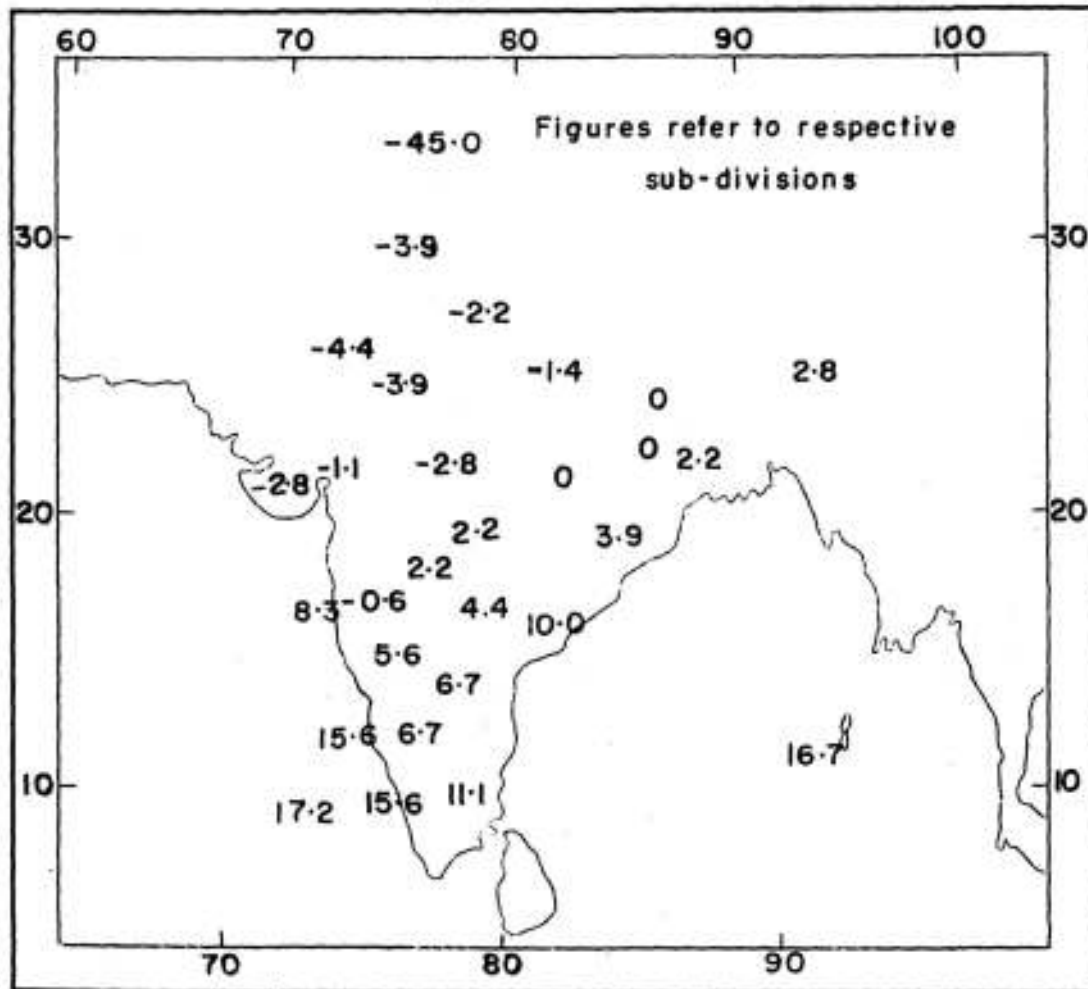 60 70 80 90 100
Figures refer to respective
-45.0
sub-divisions
30 -3.9 30
-2.2
-4.4
-3.9 -1.4 2.8
0
0 2.2
-2.8 -1.1 -2.8 0
20 2.2 3.9 20
2.2
8.3 -0.6 4.4 10.0
5.6
6.7
15.6 6.7 16.7
10 17.2 15.6 11.1 10
70 80 90